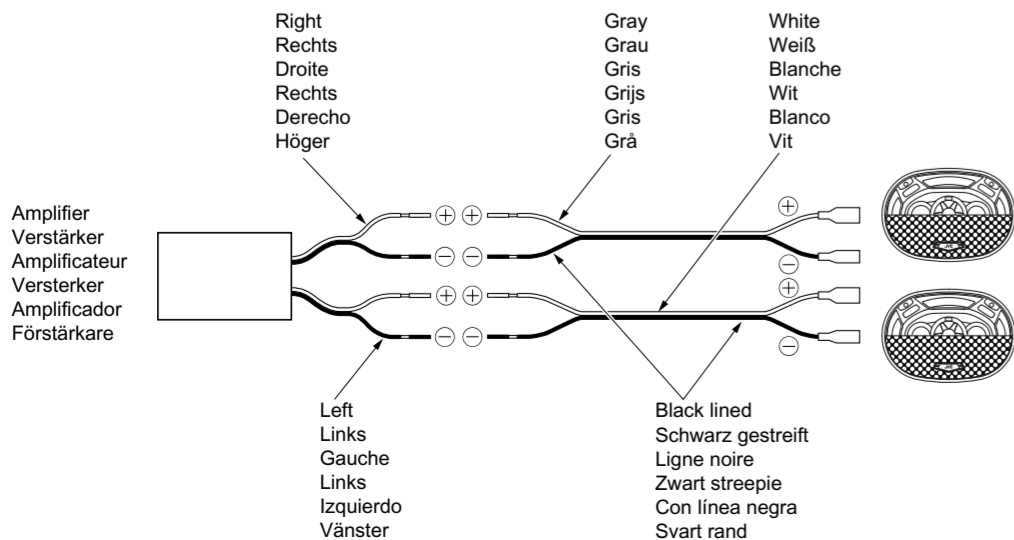 Right
Rechts
Droite
Rechts
Derecho
Höger
Gray
Grau
Gris
Grijs
Gris
Grå
White
Weiß
Blanche
Wit
Blanco
Vit
Amplifier
Verstärker
Amplificateur
Versterker
Amplificador
Förstärkare
+ +
- -
+ +
- -
+
-
+
-
Left
Links
Gauche
Links
Izquierdo
Vänster
Black lined
Schwarz gestreift
Ligne noire
Zwart streepie
Con línea negra
Svart rand